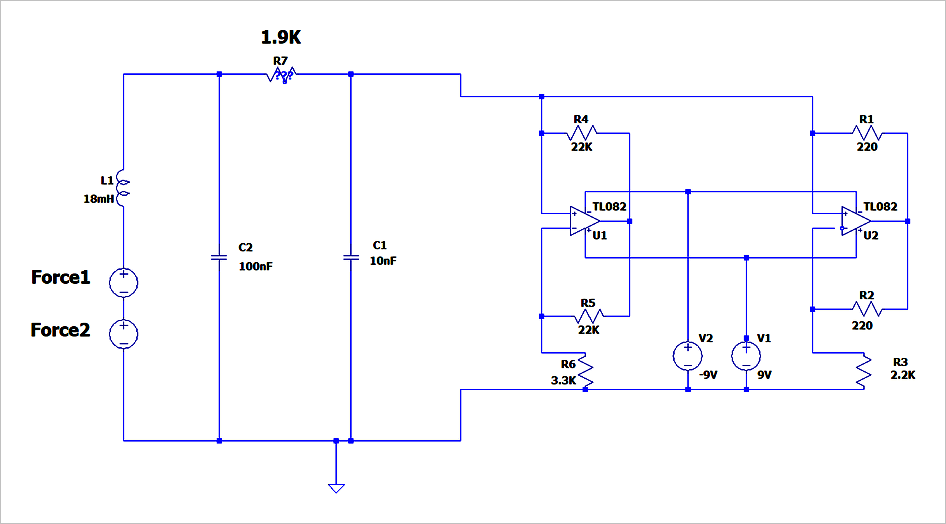 1.9K
R7
L1
18mH
C2
100nF
C1
10nF
Force1
Force2
R4
22K
TL082
U1
R5
22K
R6
3.3K
V2
-9V
V1
9V
R1
220
TL082
U2
R2
220
R3
2.2K